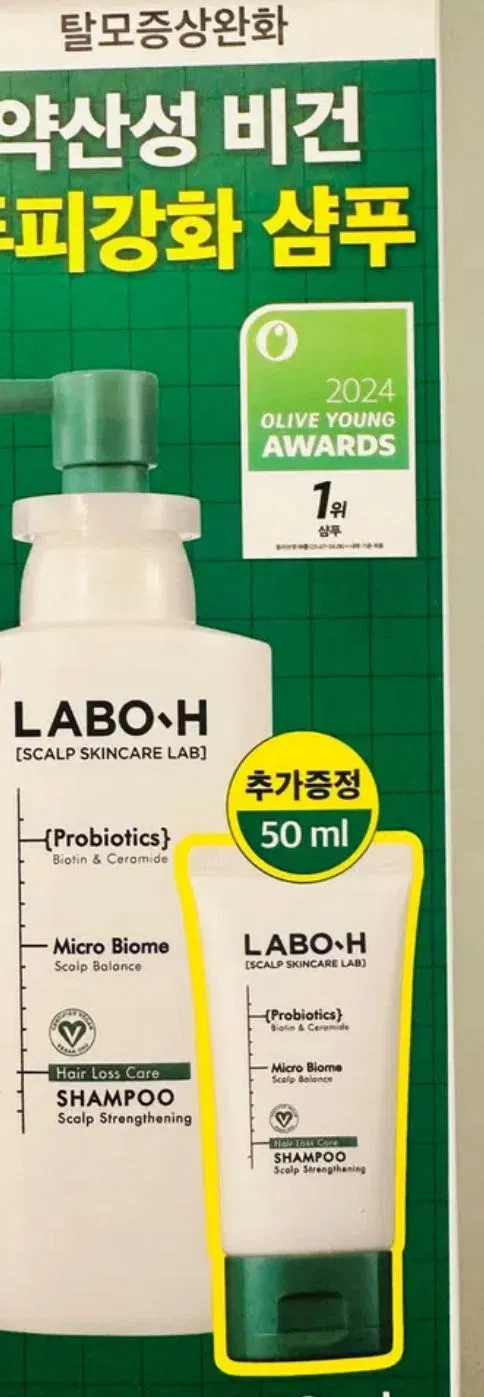 탈모증상완화
약산성 비건
두피강화 샴푸
2024
OLIVE YOUNG
AWARDS
1위
샴푸
LABO-H
[SCALP SKINCARE LAB]
{Probiotics}
Biotin & Ceramide
Micro Biome
Scalp Balance
CERTIFIED VEGAN
Hair Loss Care
SHAMPOO
Scalp Strengthening
추가증정
50 ml
LABO-H
[SCALP SKINCARE LAB]
{Probiotics}
Biotin & Ceramide
Micro Biome
Scalp Balance
Hair Loss Care
SHAMPOO
Scalp Strengthening